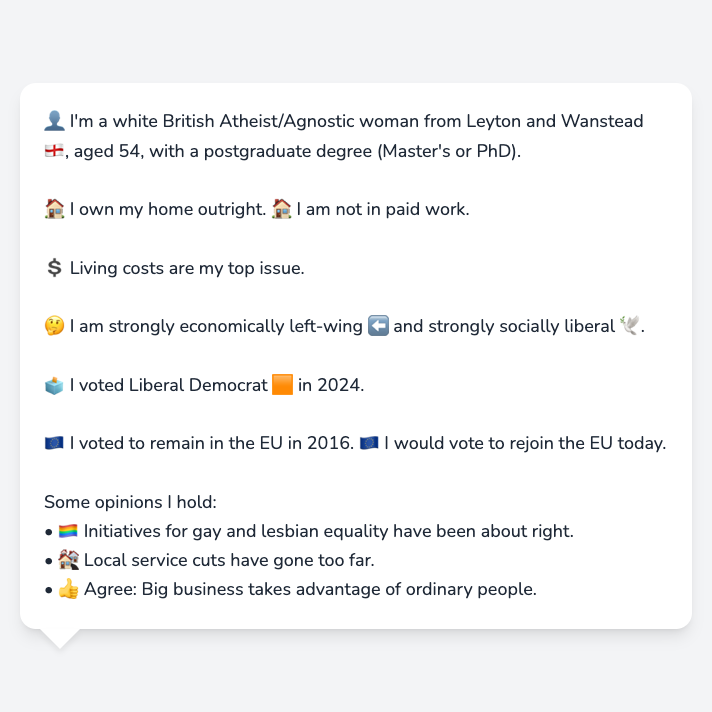 👤 I'm a white British Atheist/Agnostic woman from Leyton and Wanstead
🏴󠁧󠁢󠁥󠁮󠁧󠁿, aged 54, with a postgraduate degree (Master's or PhD).
🏠 I own my home outright. 🏠 I am not in paid work.
💲 Living costs are my top issue.
🤔 I am strongly economically left-wing ⬅️ and strongly socially liberal 🕊️.
🗳️ I voted Liberal Democrat 🟧 in 2024.
🇪🇺 I voted to remain in the EU in 2016. 🇪🇺 I would vote to rejoin the EU today.
Some opinions I hold:
• 🏳️‍🌈 Initiatives for gay and lesbian equality have been about right.
• 🏘️ Local service cuts have gone too far.
• 👍 Agree: Big business takes advantage of ordinary people.